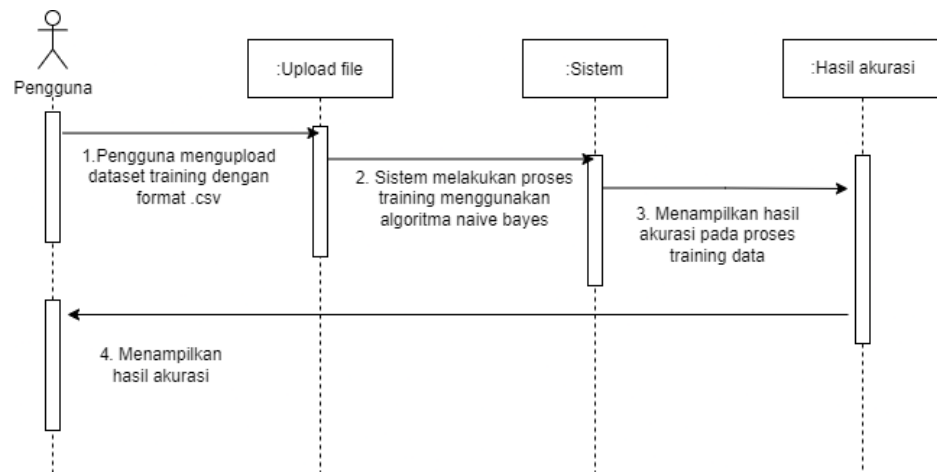 Pengguna
:Upload file
:Sistem
:Hasil akurasi
1.Pengguna mengupload
dataset training dengan
format .csv
2. Sistem melakukan proses
training menggunakan
algoritma naive bayes
3. Menampilkan hasil
akurasi pada proses
training data
4. Menampilkan
hasil akurasi